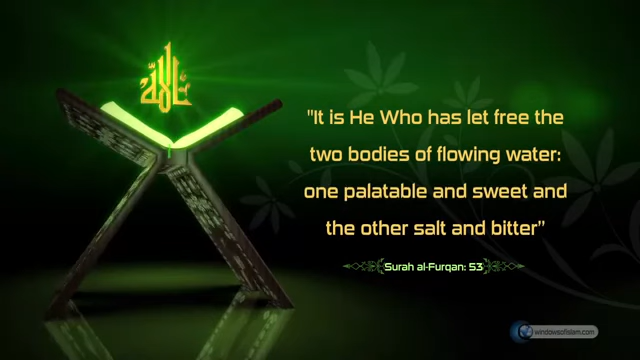 الله
"It is He Who has let free the
two bodies of flowing water:
one palatable and sweet and
the other salt and bitter"
Surah al-Furqan: 53
windowsofislam.com